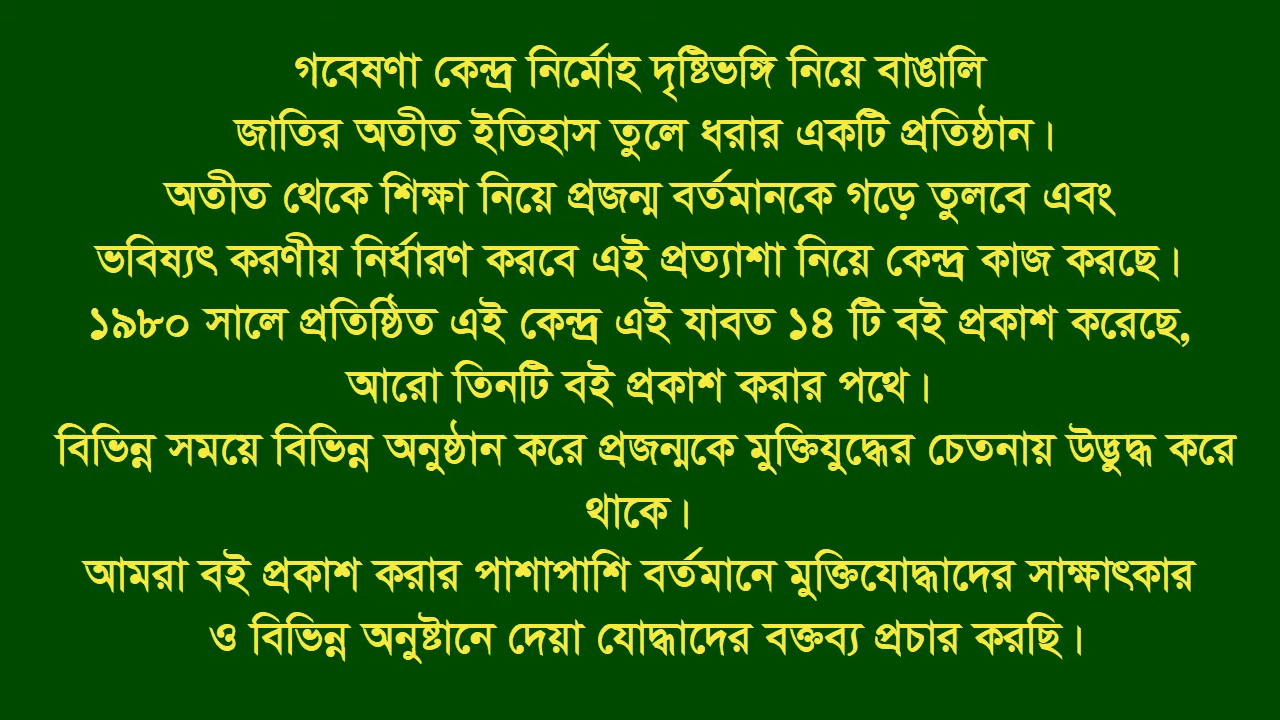 গবেষণা কেন্দ্র নির্মোহ দৃষ্টিভঙ্গি নিয়ে বাঙালি
জাতির অতীত ইতিহাস তুলে ধরার একটি প্রতিষ্ঠান।
অতীত থেকে শিক্ষা নিয়ে প্রজন্ম বর্তমানকে গড়ে তুলবে এবং
ভবিষ্যৎ করণীয় নির্ধারণ করবে এই প্রত্যাশা নিয়ে কেন্দ্র কাজ করছে।
১৯৮০ সালে প্রতিষ্ঠিত এই কেন্দ্র এই যাবত ১৪ টি বই প্রকাশ করেছে,
আরো তিনটি বই প্রকাশ করার পথে।
বিভিন্ন সময়ে বিভিন্ন অনুষ্ঠান করে প্রজন্মকে মুক্তিযুদ্ধের চেতনায় উদ্ভুদ্ধ করে
থাকে।
আমরা বই প্রকাশ করার পাশাপাশি বর্তমানে মুক্তিযোদ্ধাদের সাক্ষাৎকার
ও বিভিন্ন অনুষ্টানে দেয়া যোদ্ধাদের বক্তব্য প্রচার করছি।